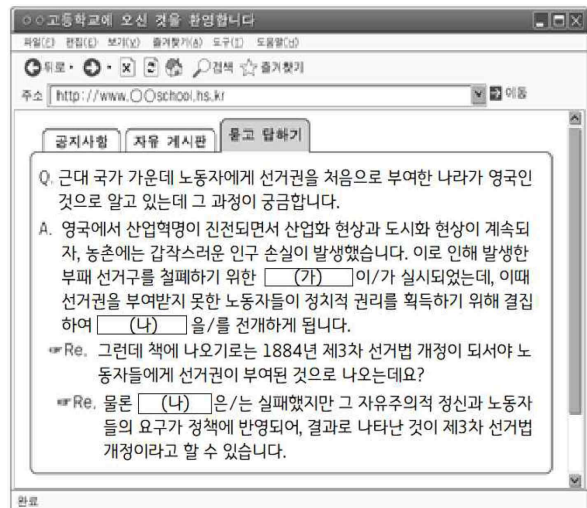 ○○고등학교에 오신 것을 환영합니다
파일(F) 편집(E) 보기(V) 즐겨찾기(A) 도구(T) 도움말(H)
뒤로 검색 즐겨찾기
주소 http://www.○○school.hs.kr 이동
공지사항 자유 게시판 묻고 답하기
Q. 근대 국가 가운데 노동자에게 선거권을 처음으로 부여한 나라가 영국인
것으로 알고 있는데 그 과정이 궁금합니다.
A. 영국에서 산업혁명이 진전되면서 산업화 현상과 도시화 현상이 계속되
자, 농촌에는 갑작스러운 인구 손실이 발생했습니다. 이로 인해 발생한
부패 선거구를 철폐하기 위한 (가) 이/가 실시되었는데, 이때
선거권을 부여받지 못한 노동자들이 정치적 권리를 획득하기 위해 결집
하여 (나) 을/를 전개하게 됩니다.
☞Re. 그런데 책에 나오기로는 1884년 제3차 선거법 개정이 되서야 노
동자들에게 선거권이 부여된 것으로 나오는데요?
☞Re. 물론 (나) 은/는 실패했지만 그 자유주의적 정신과 노동자
들의 요구가 정책에 반영되어, 결과로 나타난 것이 제3차 선거법
개정이라고 할 수 있습니다.
완료